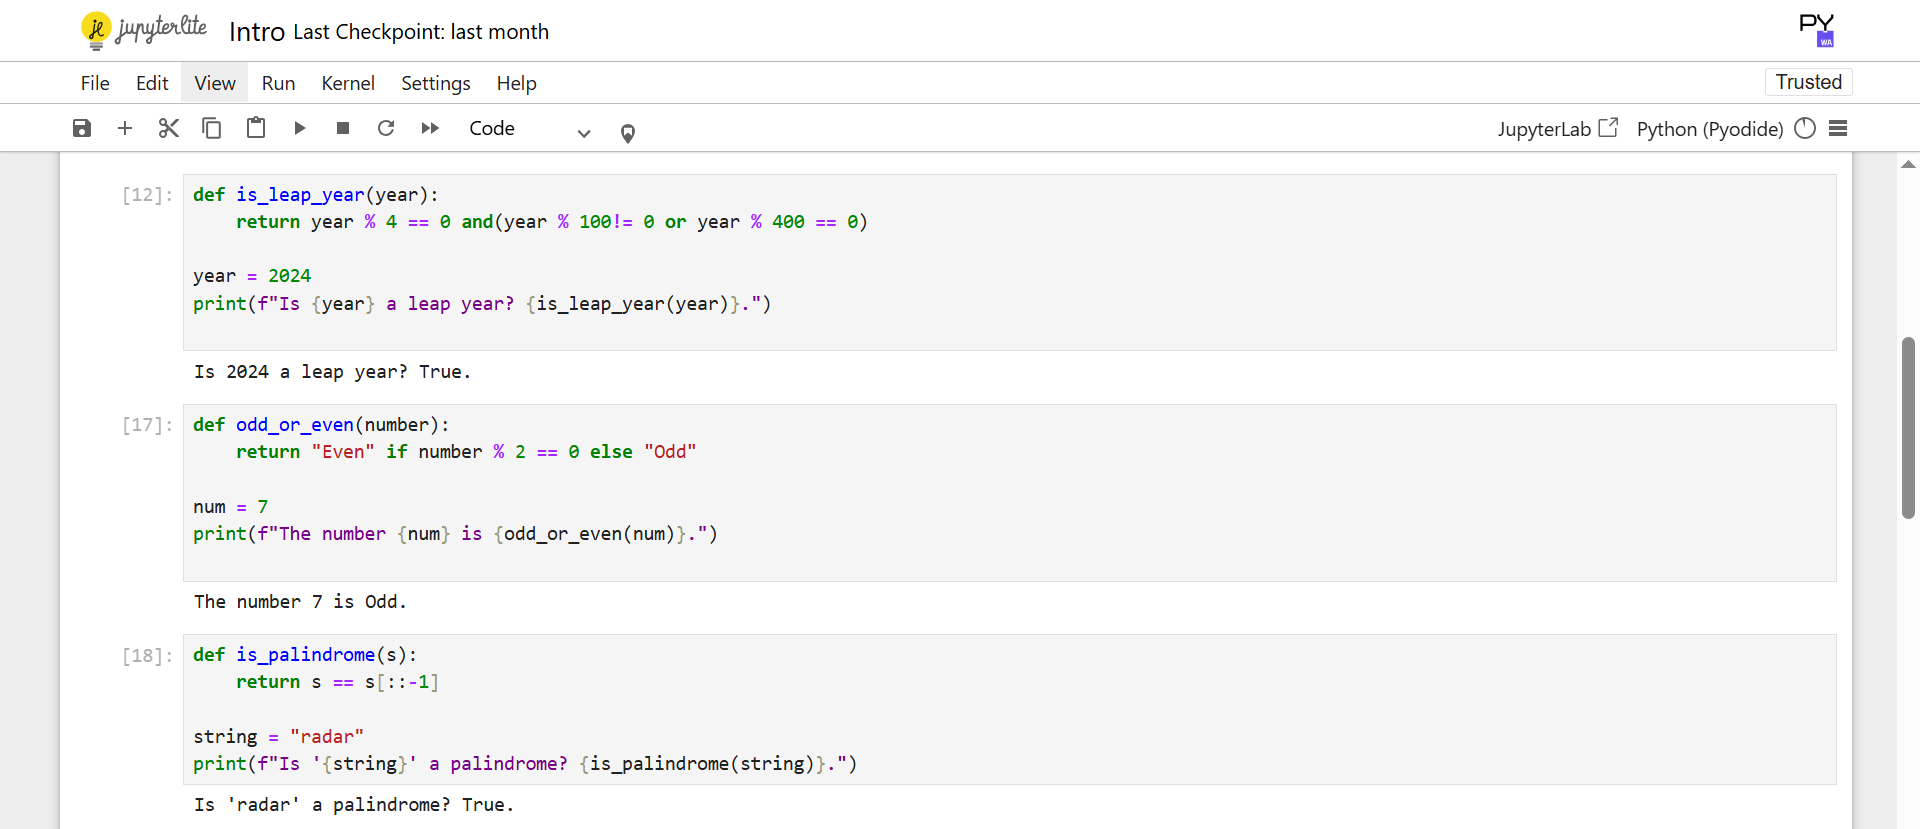 jupyterlite Intro Last Checkpoint: last month PY WA
File Edit View Run Kernel Settings Help Trusted
Code JupyterLab Python (Pyodide)
[12]: def is_leap_year(year):
    return year % 4 == 0 and(year % 100!= 0 or year % 400 == 0)

year = 2024
print(f"Is {year} a leap year? {is_leap_year(year)}.")
Is 2024 a leap year? True.
[17]: def odd_or_even(number):
    return "Even" if number % 2 == 0 else "Odd"

num = 7
print(f"The number {num} is {odd_or_even(num)}.")
The number 7 is Odd.
[18]: def is_palindrome(s):
    return s == s[::-1]

string = "radar"
print(f"Is '{string}' a palindrome? {is_palindrome(string)}.")
Is 'radar' a palindrome? True.